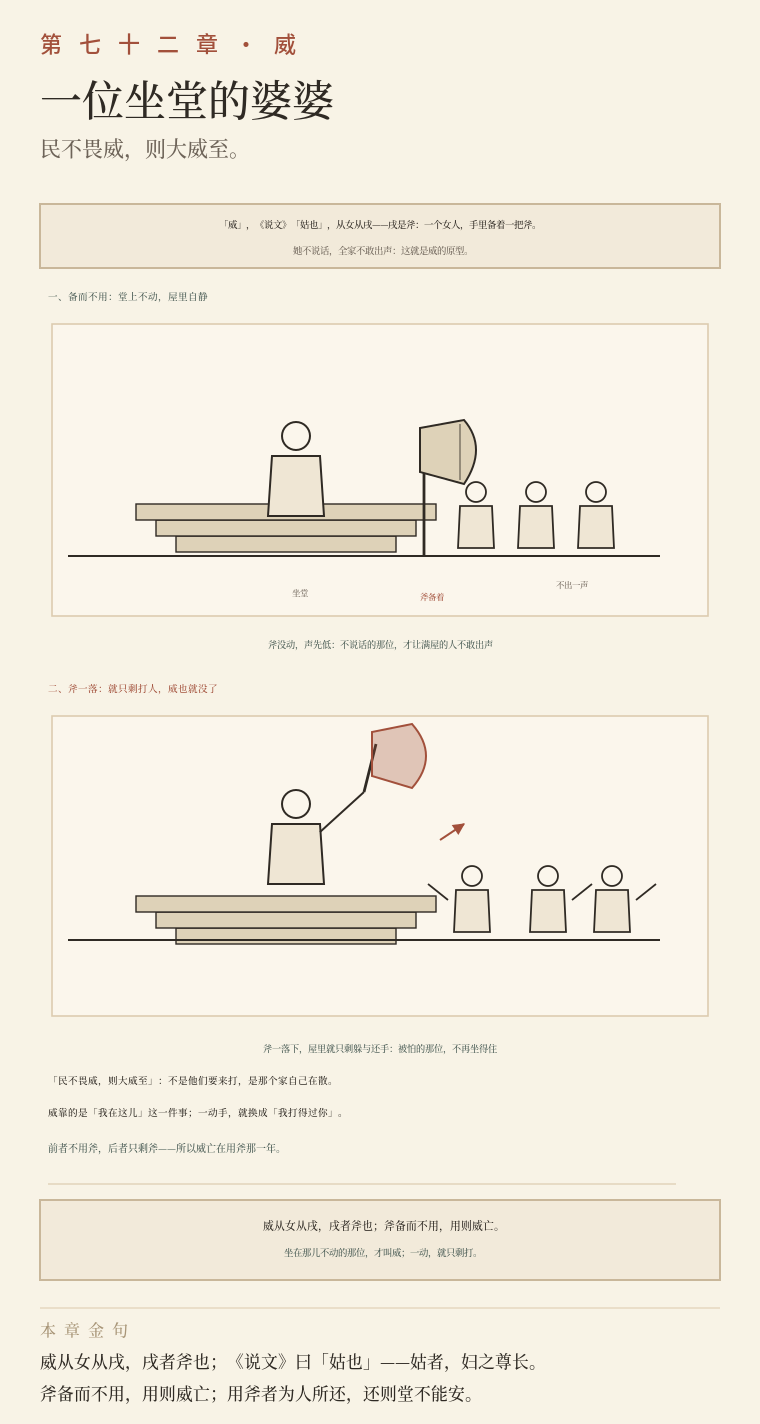 第七十二章·威
一位坐堂的婆婆
民不畏威，则大威至。
「威」，《说文》「姑也」，从女从戌——戌是斧：一个女人，手里备着一把斧。
她不说话，全家不敢出声：这就是威的原型。
一、备而不用：堂上不动，屋里自静
坐堂
斧备着
不出一声
斧没动，声先低：不说话的那位，才让满屋的人不敢出声
二、斧一落：就只剩打人，威也就没了
斧一落下，屋里就只剩躲与还手：被怕的那位，不再坐得住
「民不畏威，则大威至」：不是他们要来打，是那个家自己在散。
威靠的是「我在这儿」这一件事；一动手，就换成「我打得过你」。
前者不用斧，后者只剩斧——所以威亡在用斧那一年。
威从女从戌，戌者斧也；斧备而不用，用则威亡。
坐在那儿不动的那位，才叫威；一动，就只剩打。
本章金句
威从女从戌，戌者斧也；《说文》曰「姑也」——姑者，妇之尊长。
斧备而不用，用则威亡；用斧者为人所还，还则堂不能安。